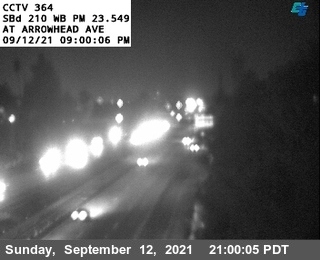 CCTV 364
SBd 210 WB PM 23.549
AT ARROWHEAD AVE
09/12/21 09:00:06 PM
Sunday, September 12, 2021 21:00:05 PDT